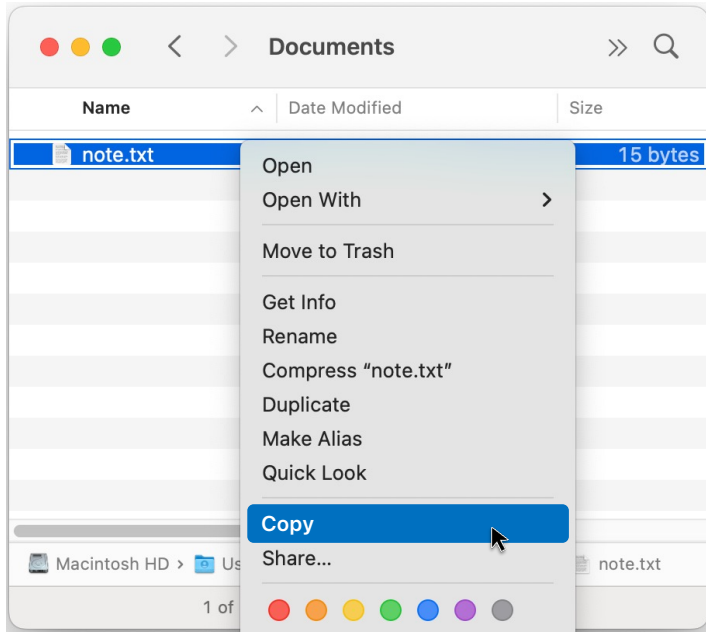 Documents
Name Date Modified Size
note.txt 15 bytes
Open
Open With
Move to Trash
Get Info
Rename
Compress “note.txt”
Duplicate
Make Alias
Quick Look
Copy
Share...
Macintosh HD › Us note.txt
1 of